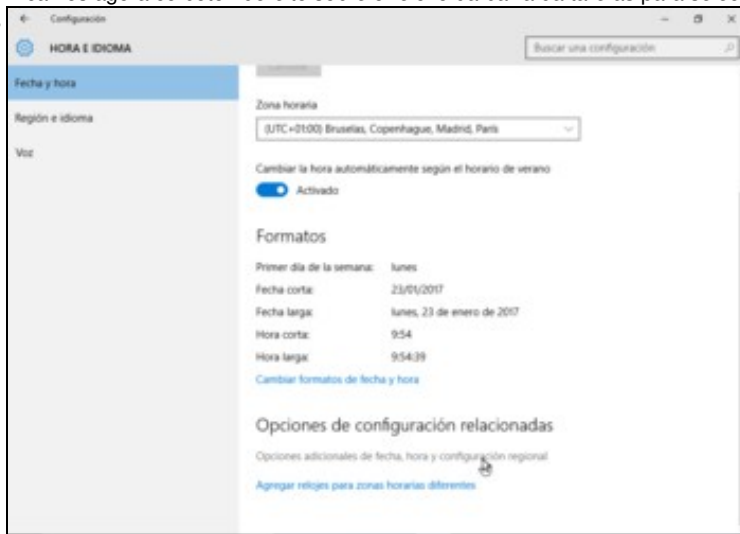 Configuración
HORA E IDIOMA
Buscar una configuración
Fecha y hora
Región e idioma
Voz
Zona horaria
(UTC+01:00) Bruselas, Copenhague, Madrid, París
Cambiar la hora automáticamente según el horario de verano
Activado
Formatos
Primer día de la semana: lunes
Fecha corta: 23/01/2017
Fecha larga: lunes, 23 de enero de 2017
Hora corta: 9:54
Hora larga: 9:54:39
Cambiar formatos de fecha y hora
Opciones de configuración relacionadas
Opciones adicionales de fecha, hora y configuración regional
Agregar relojes para zonas horarias diferentes